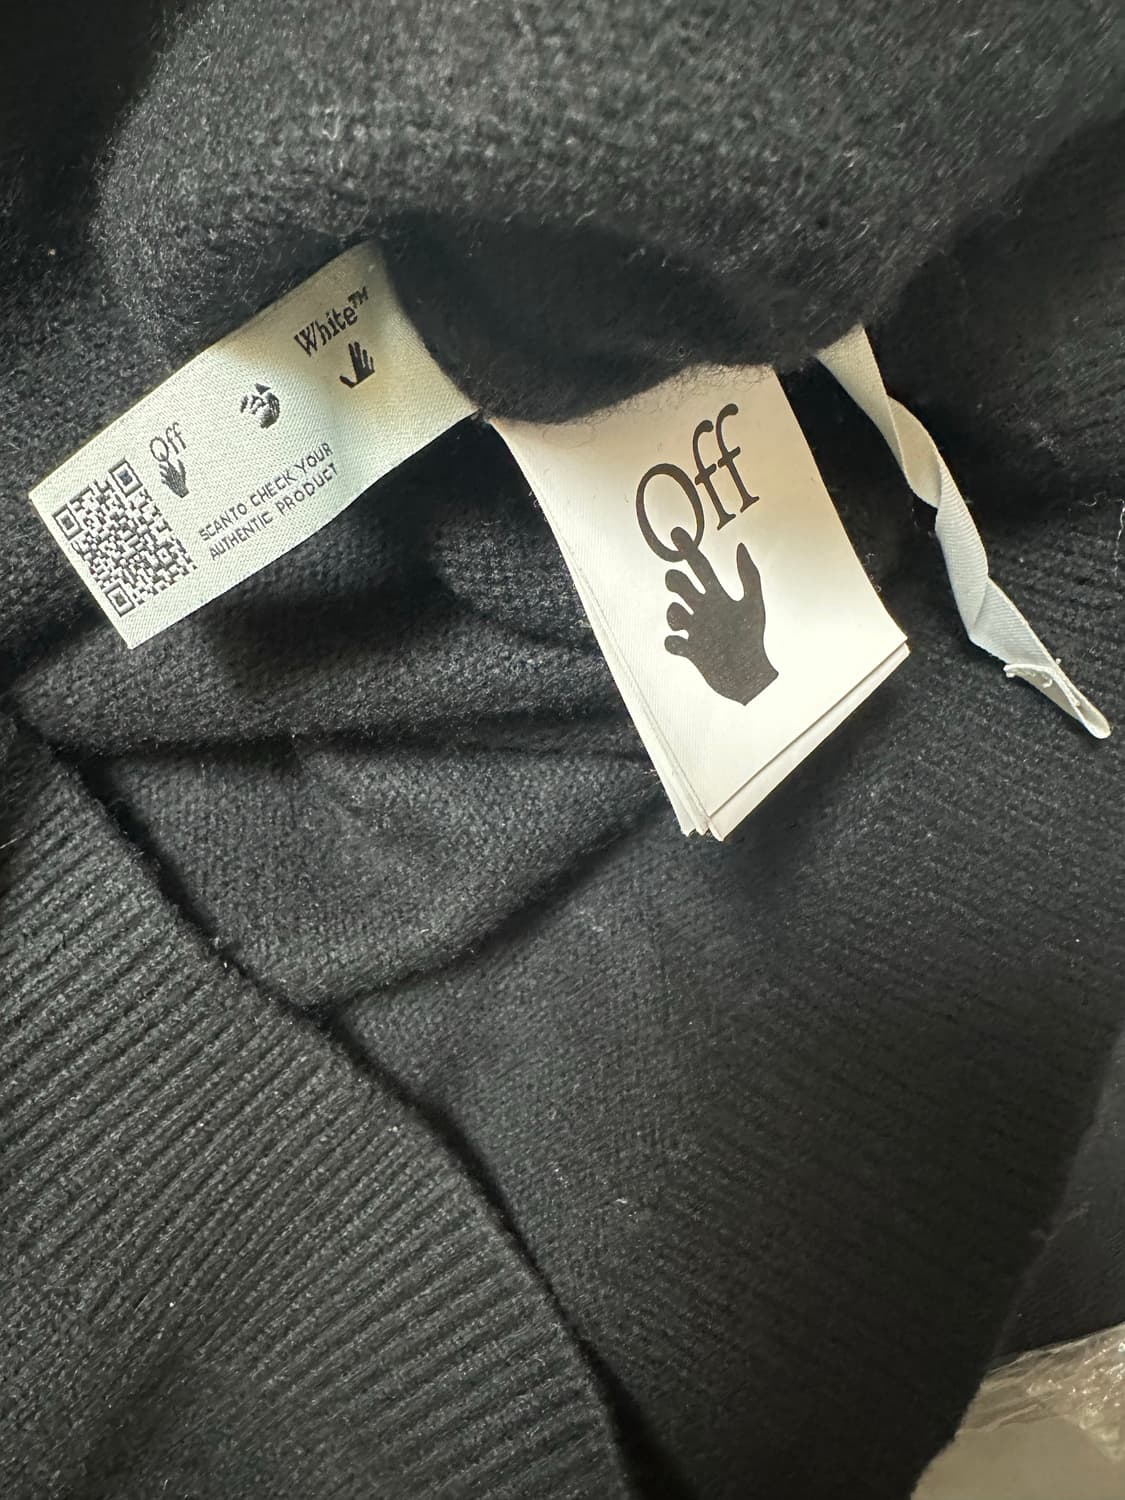 White™
Off
SCAN TO CHECK YOUR
AUTHENTIC PRODUCT
Off